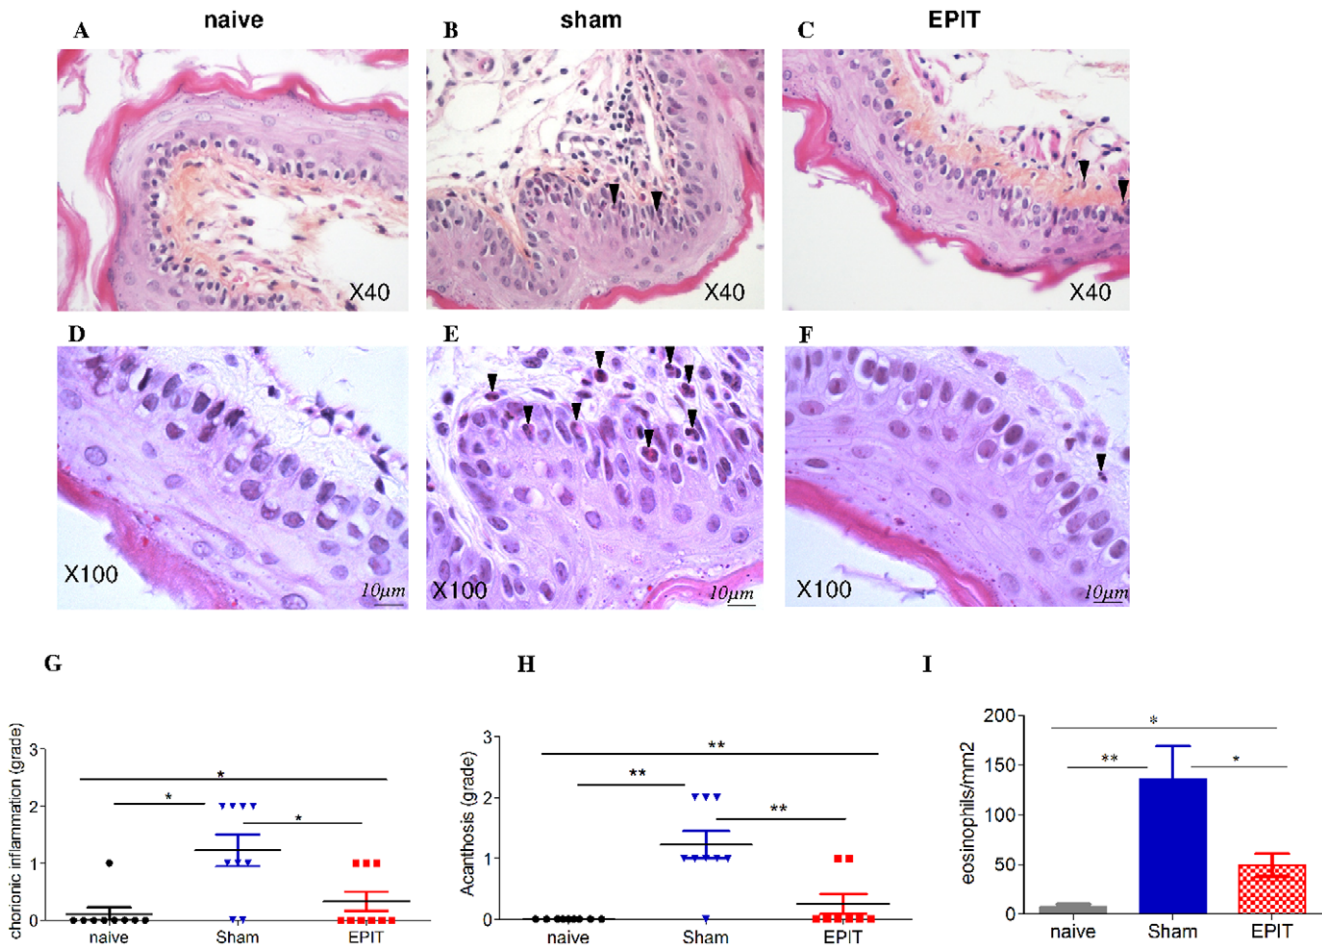 A naive B sham C EPIT
X40 X40 X40
D E F
X100 10µm X100 10µm X100 10µm
G H I
chorionic inflammation (grade)
3
2
1
0
* * *
naive Sham EPIT
Acanthosis (grade)
3
2
1
0
** ** **
naive Sham EPIT
eosinophils/mm2
200
150
100
50
0
* ** *
naive Sham EPIT